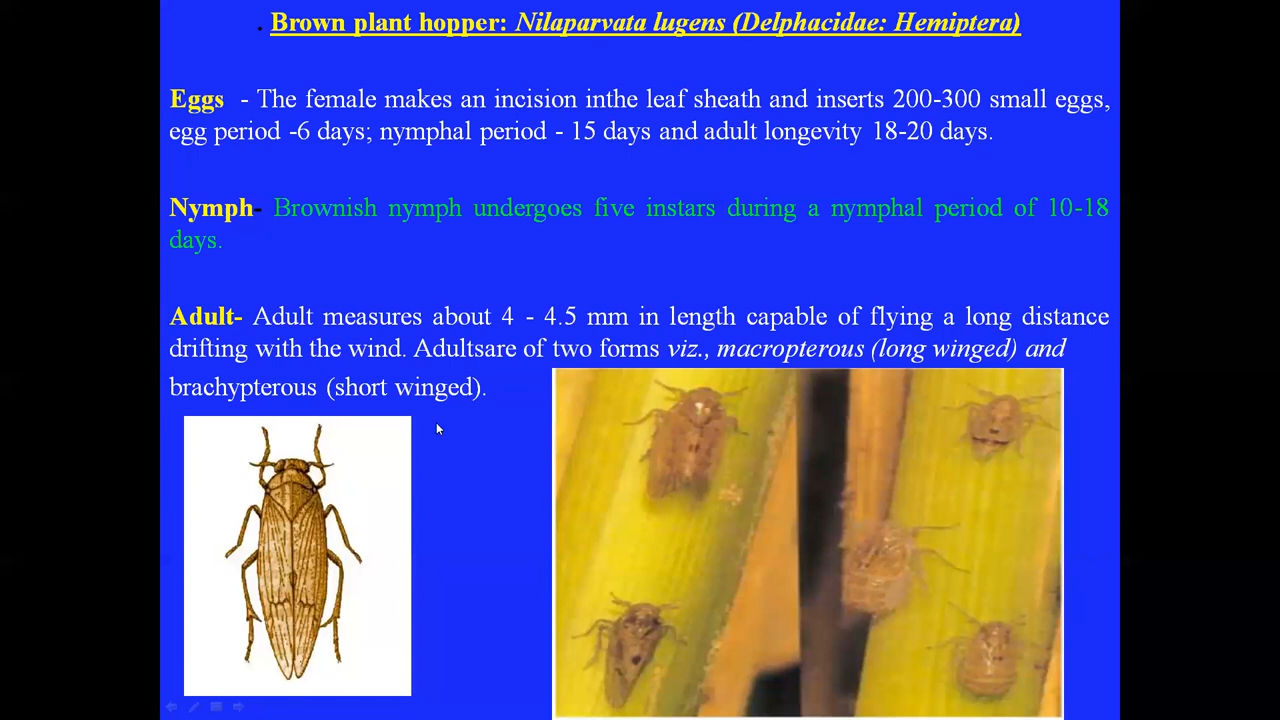 . Brown plant hopper: Nilaparvata lugens (Delphacidae: Hemiptera)
Eggs - The female makes an incision inthe leaf sheath and inserts 200-300 small eggs,
egg period -6 days; nymphal period - 15 days and adult longevity 18-20 days.
Nymph- Brownish nymph undergoes five instars during a nymphal period of 10-18
days.
Adult- Adult measures about 4 - 4.5 mm in length capable of flying a long distance
drifting with the wind. Adultsare of two forms viz., macropterous (long winged) and
brachypterous (short winged).